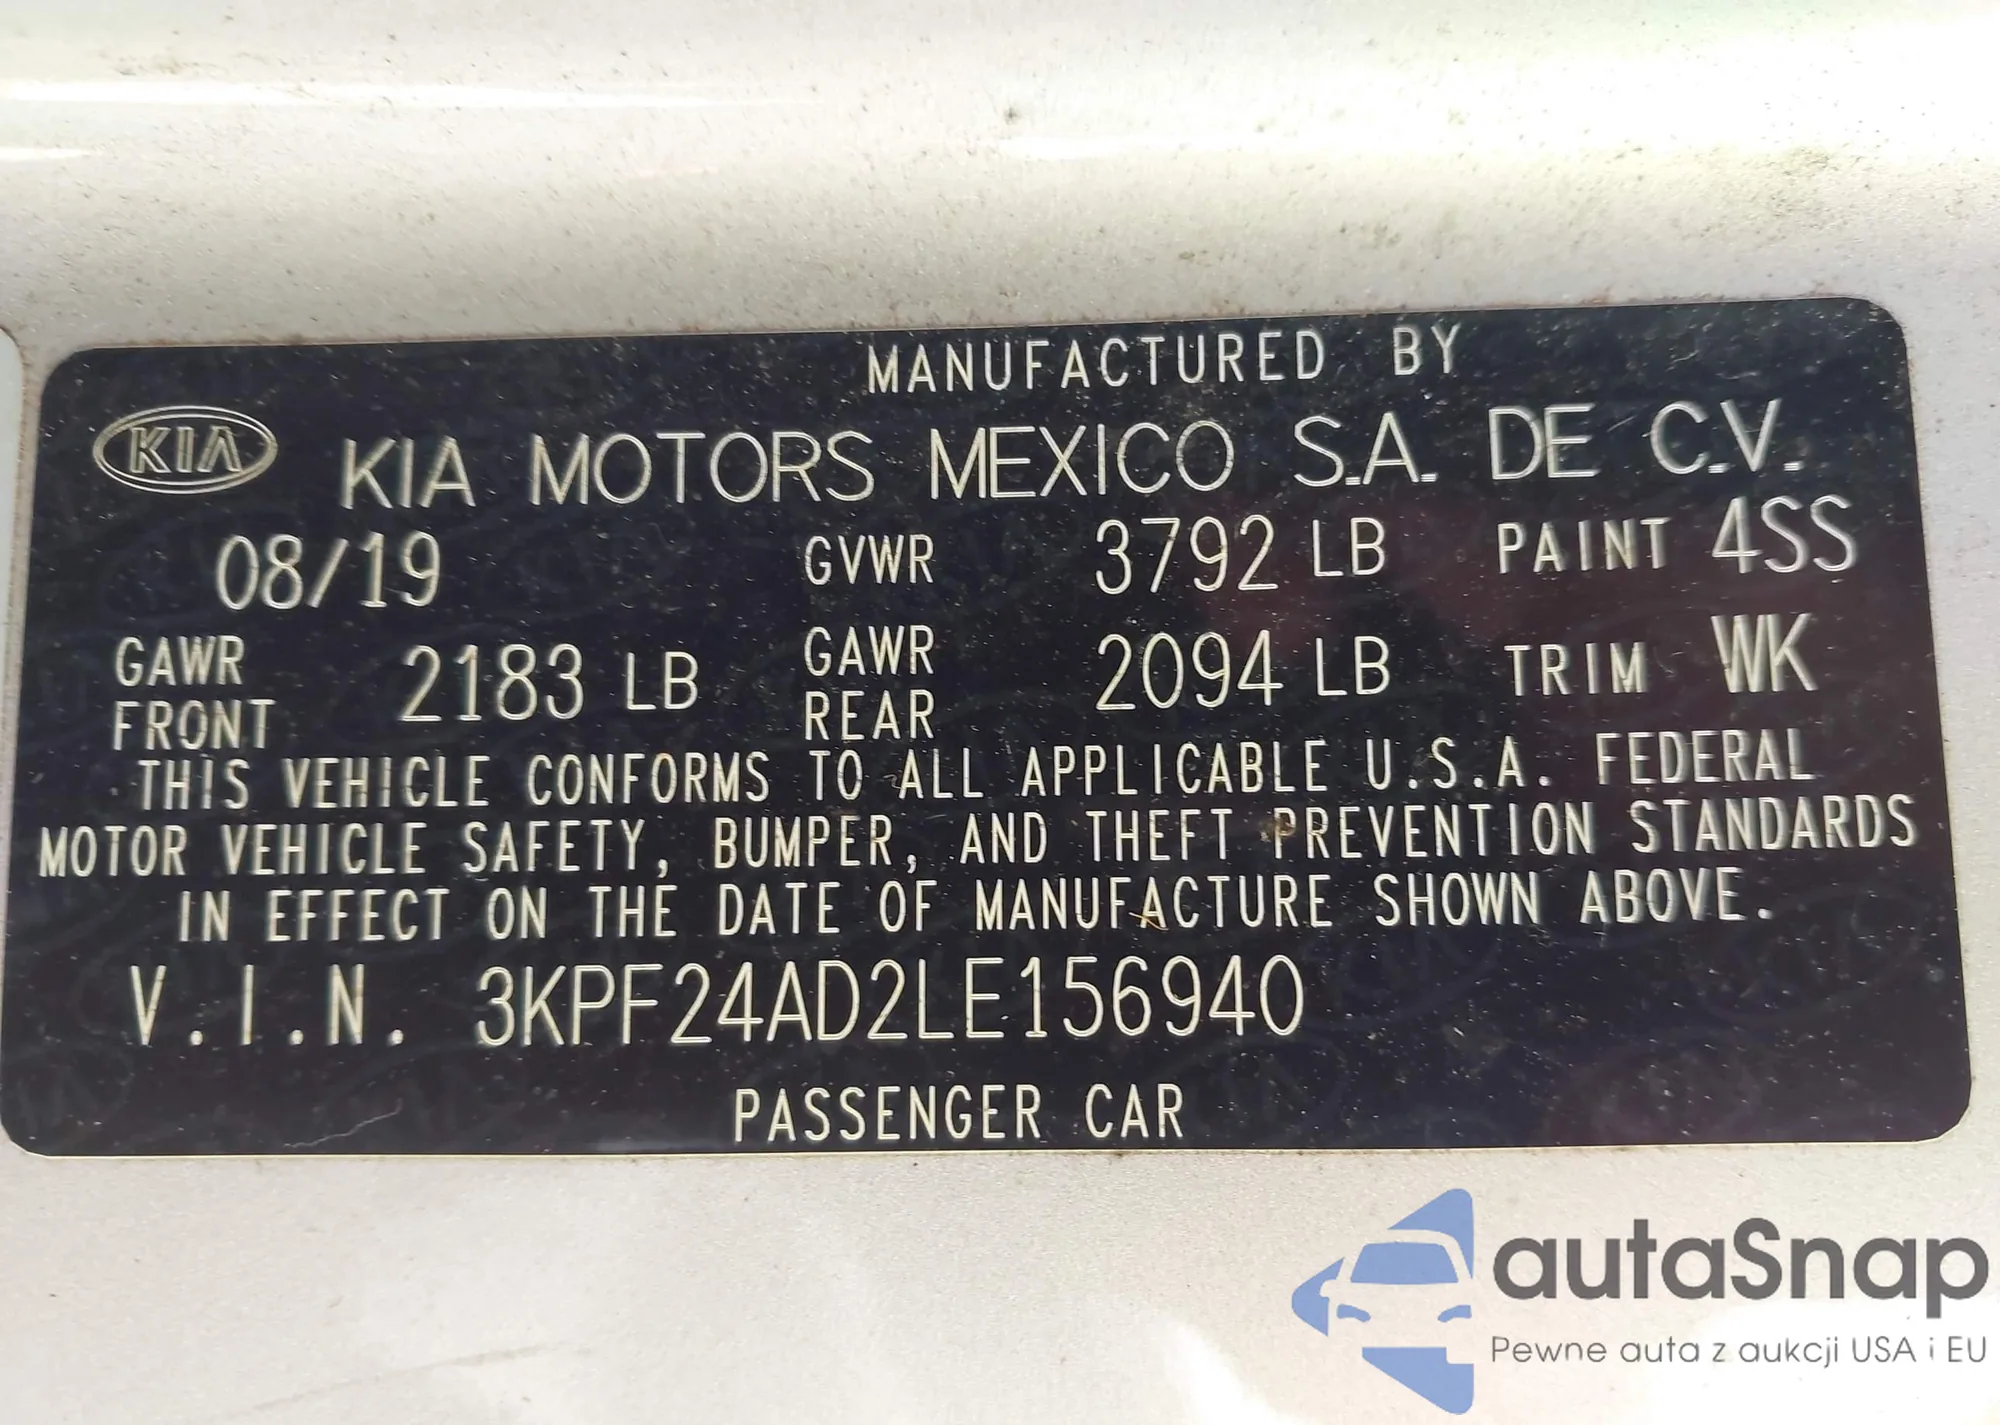 MANUFACTURED BY
KIA KIA MOTORS MEXICO S.A. DE C.V.
08/19 GVWR 3792 LB PAINT 4SS
GAWR FRONT 2183 LB GAWR REAR 2094 LB TRIM WK
THIS VEHICLE CONFORMS TO ALL APPLICABLE U.S.A. FEDERAL
MOTOR VEHICLE SAFETY, BUMPER, AND THEFT PREVENTION STANDARDS
IN EFFECT ON THE DATE OF MANUFACTURE SHOWN ABOVE.
V.I.N. 3KPF24AD2LE156940
PASSENGER CAR
autaSnap
Pewne auta z aukcji USA i EU